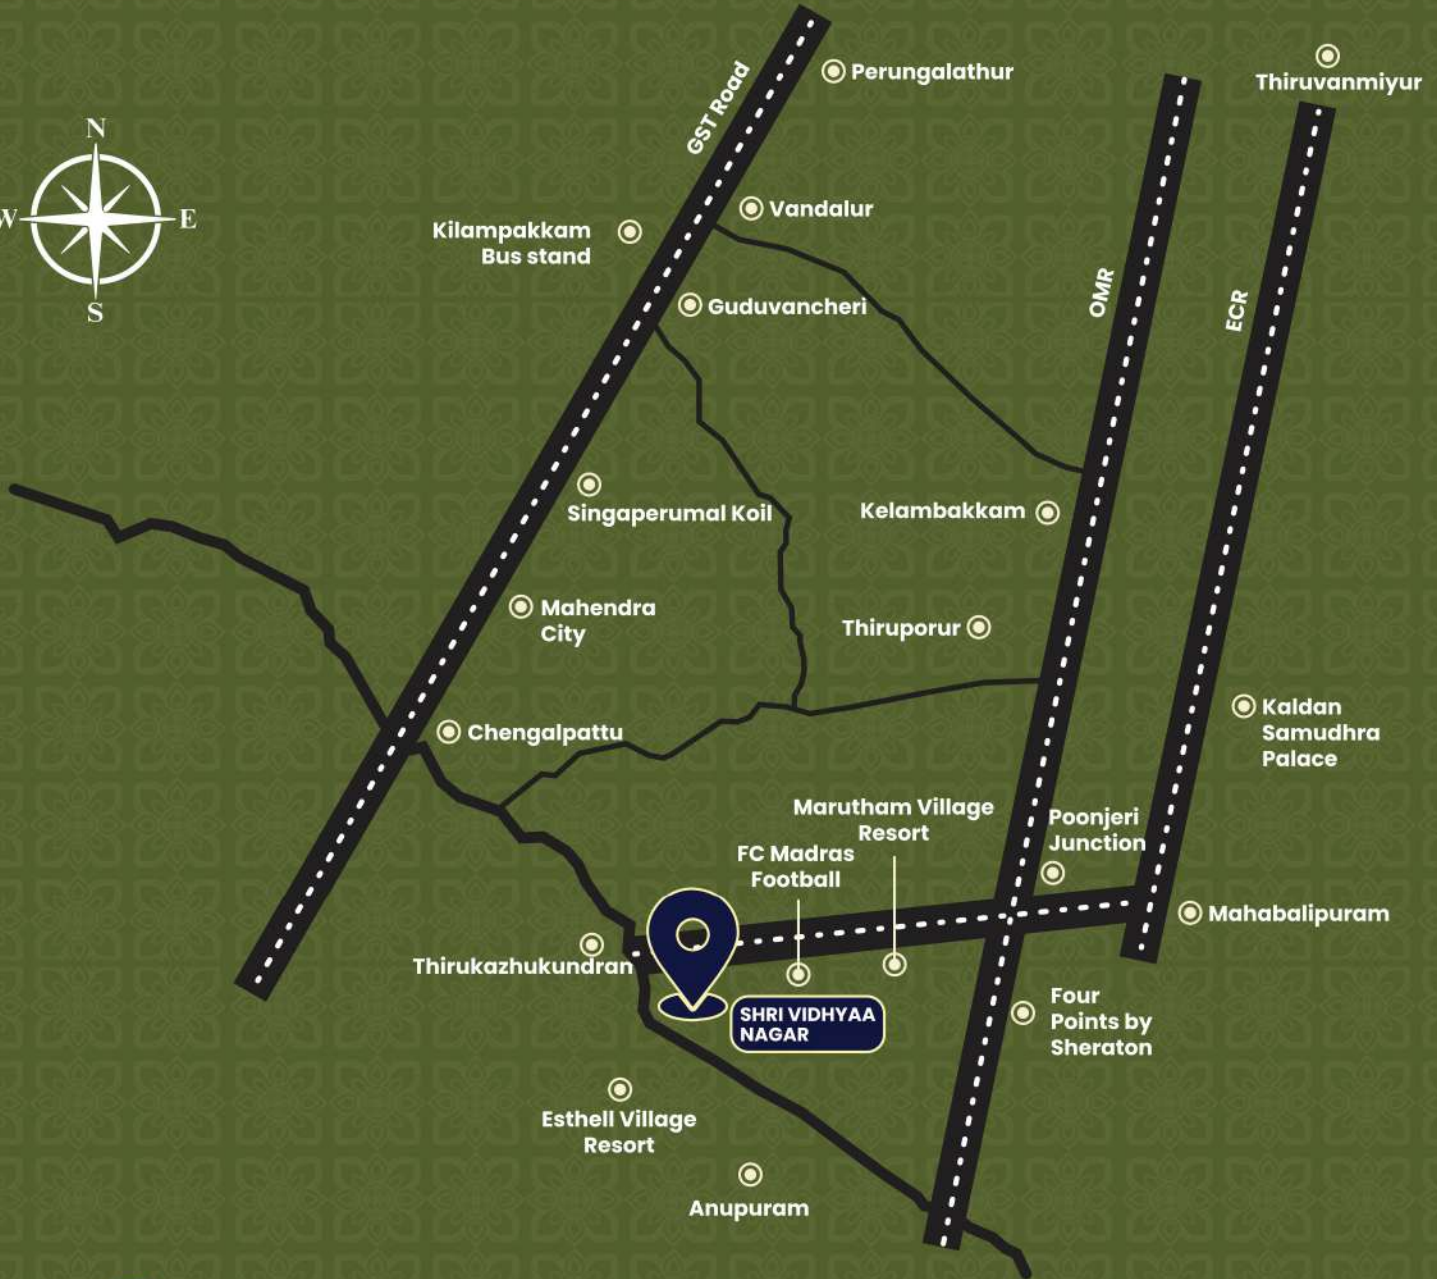 Perungalathur
Thiruvanmiyur
GST Road
N
W
E
S
Vandalur
Kilampakkam
Bus stand
Guduvancheri
OMR
ECR
Singaperumal Koil
Kelambakkam
Mahendra
City
Thiruporur
Chengalpattu
Kaldan
Samudhra
Palace
Marutham Village
Resort
Poonjeri
Junction
FC Madras
Football
Mahabalipuram
Thirukazhukundran
SHRI VIDHYAA
NAGAR
Four
Points by
Sheraton
Esthell Village
Resort
Anupuram